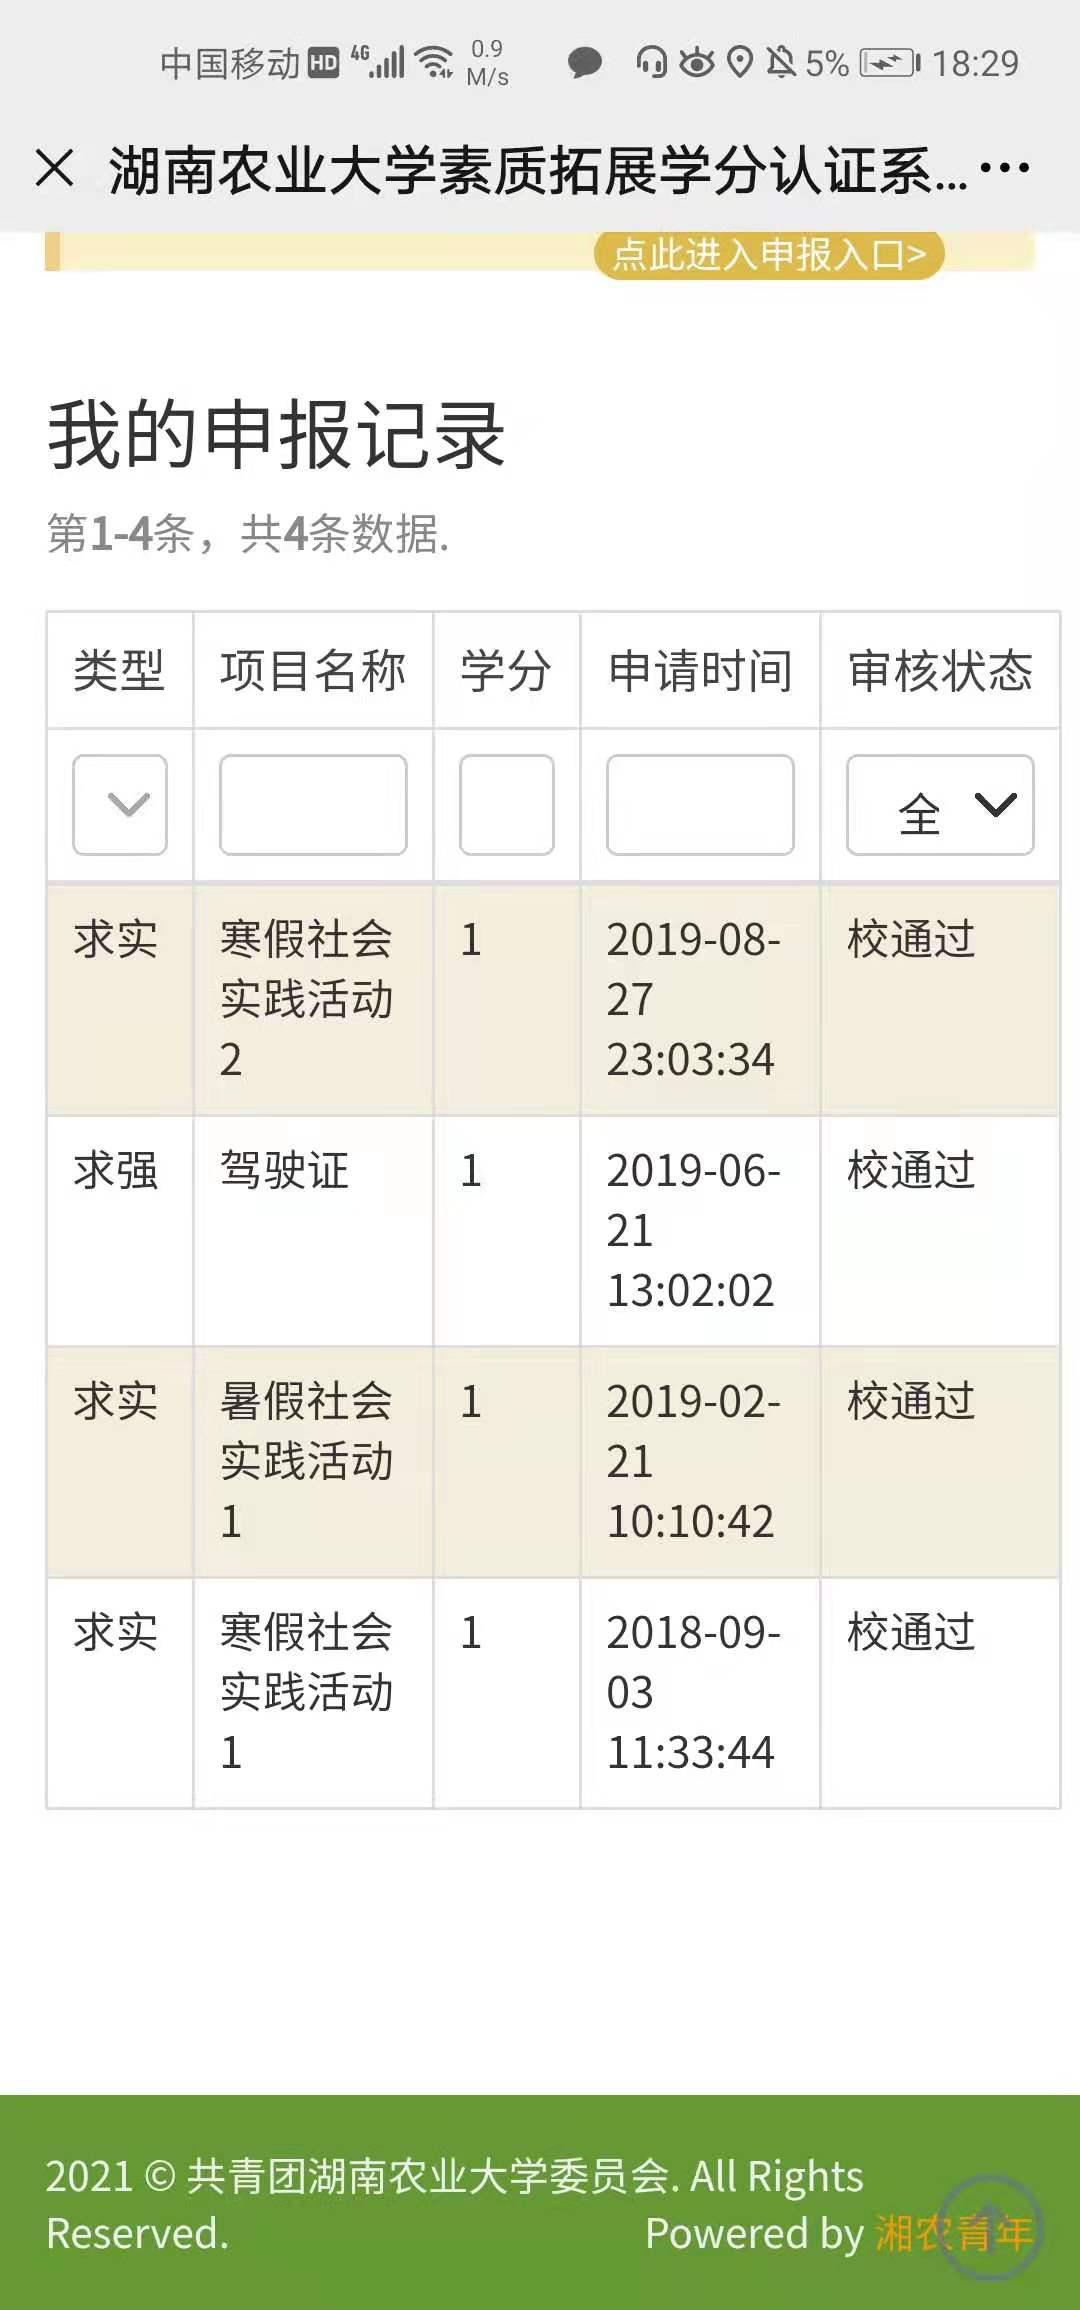 中国移动 HD 4G 0.9 M/s 5% 18:29
湖南农业大学素质拓展学分认证系...
点此进入申报入口>
我的申报记录
第1-4条，共4条数据.
类型 项目名称 学分 申请时间 审核状态
全
求实 寒假社会 1 2019-08- 校通过
实践活动 27
2 23:03:34
求强 驾驶证 1 2019-06- 校通过
21
13:02:02
求实 暑假社会 1 2019-02- 校通过
实践活动 21
1 10:10:42
求实 寒假社会 1 2018-09- 校通过
实践活动 03
1 11:33:44
2021 © 共青团湖南农业大学委员会. All Rights
Reserved. Powered by 湘农青年